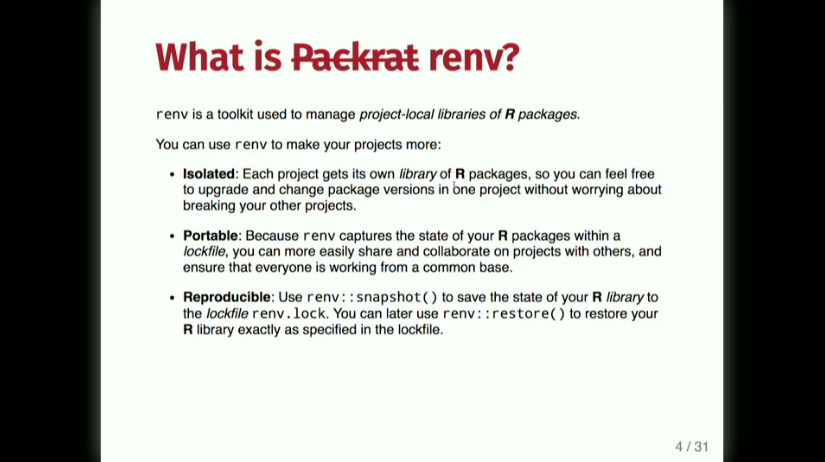 What is Packrat renv?
renv is a toolkit used to manage project-local libraries of R packages.
You can use renv to make your projects more:
• Isolated: Each project gets its own library of R packages, so you can feel free
to upgrade and change package versions in one project without worrying about
breaking your other projects.
• Portable: Because renv captures the state of your R packages within a
lockfile, you can more easily share and collaborate on projects with others, and
ensure that everyone is working from a common base.
• Reproducible: Use renv::snapshot() to save the state of your R library to
the lockfile renv.lock. You can later use renv::restore() to restore your
R library exactly as specified in the lockfile.
4 / 31